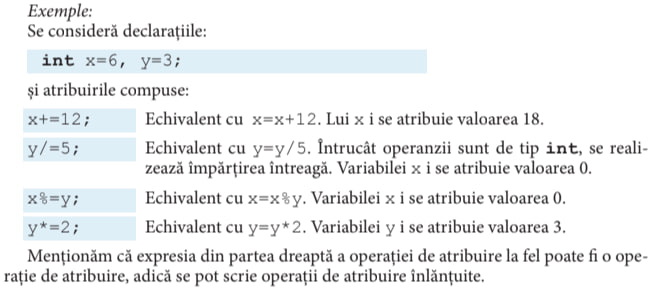 Exemple:
Se consideră declarațiile:
int x=6, y=3;
și atribuirile compuse:
x+=12; Echivalent cu x=x+12. Lui x i se atribuie valoarea 18.
y/=5; Echivalent cu y=y/5. Întrucât operanzii sunt de tip int, se reali-
zează împărțirea întreagă. Variabilei x i se atribuie valoarea 0.
x%=y; Echivalent cu x=x%y. Variabilei x i se atribuie valoarea 0.
y*=2; Echivalent cu y=y*2. Variabilei y i se atribuie valoarea 3.
Menționăm că expresia din partea dreaptă a operației de atribuire la fel poate fi o ope-
rație de atribuire, adică se pot scrie operații de atribuire înlănțuite.